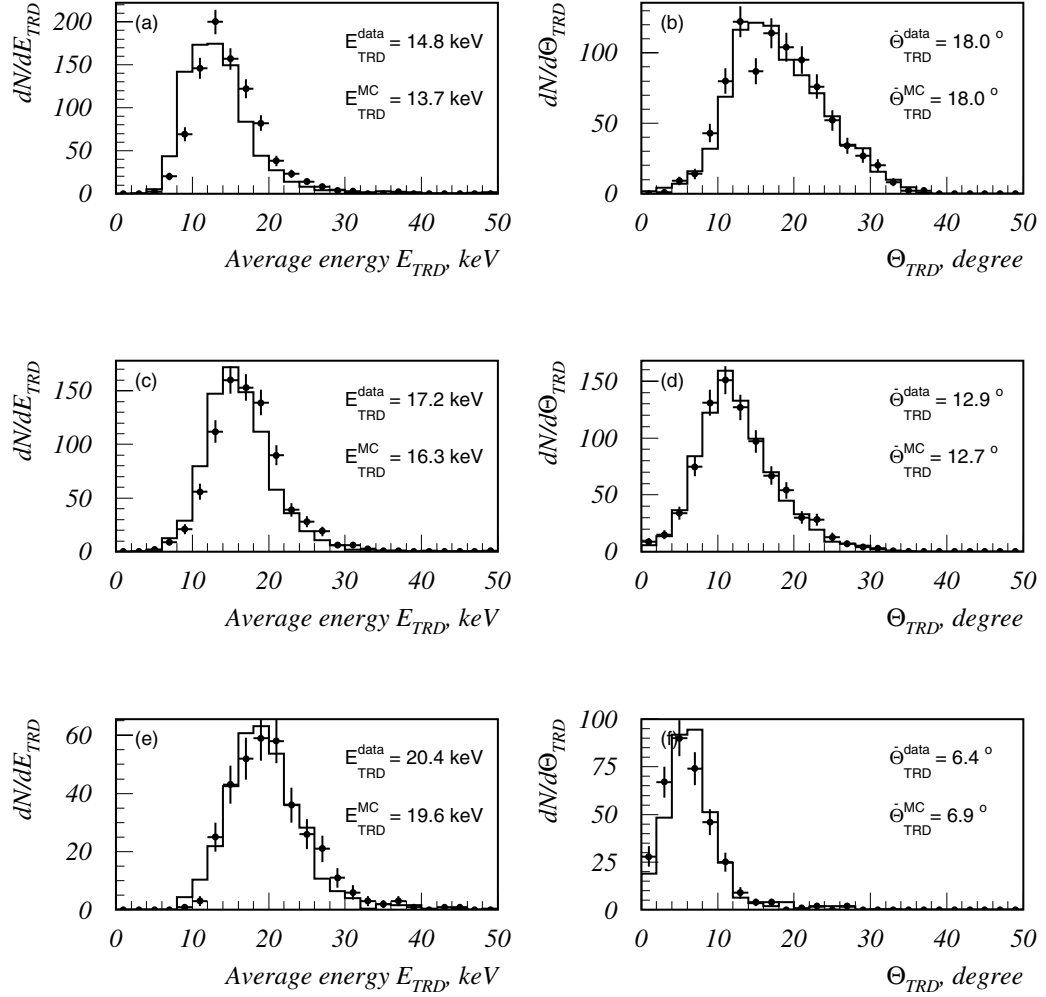 dN/dE_TRD
200
150
100
50
0
(a)
E^data_TRD = 14.8 keV
E^MC_TRD = 13.7 keV
0 10 20 30 40 50
Average energy E_TRD, keV
dN/dΘ_TRD
100
50
0
(b)
Θ̇^data_TRD = 18.0 °
Θ̇^MC_TRD = 18.0 °
0 10 20 30 40 50
Θ_TRD, degree
dN/dE_TRD
150
100
50
0
(c)
E^data_TRD = 17.2 keV
E^MC_TRD = 16.3 keV
0 10 20 30 40 50
Average energy E_TRD, keV
dN/dΘ_TRD
150
100
50
0
(d)
Θ̇^data_TRD = 12.9 °
Θ̇^MC_TRD = 12.7 °
0 10 20 30 40 50
Θ_TRD, degree
dN/dE_TRD
60
40
20
0
(e)
E^data_TRD = 20.4 keV
E^MC_TRD = 19.6 keV
0 10 20 30 40 50
Average energy E_TRD, keV
dN/dΘ_TRD
100
75
50
25
0
(f)
Θ̇^data_TRD = 6.4 °
Θ̇^MC_TRD = 6.9 °
0 10 20 30 40 50
Θ_TRD, degree